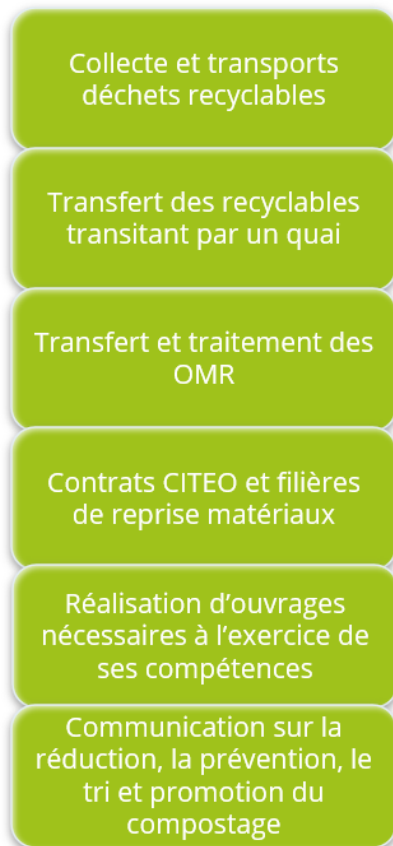 Collecte et transports
déchets recyclables
Transfert des recyclables
transitant par un quai
Transfert et traitement des
OMR
Contrats CITEO et filières
de reprise matériaux
Réalisation d’ouvrages
nécessaires à l’exercice de
ses compétences
Communication sur la
réduction, la prévention, le
tri et promotion du
compostage